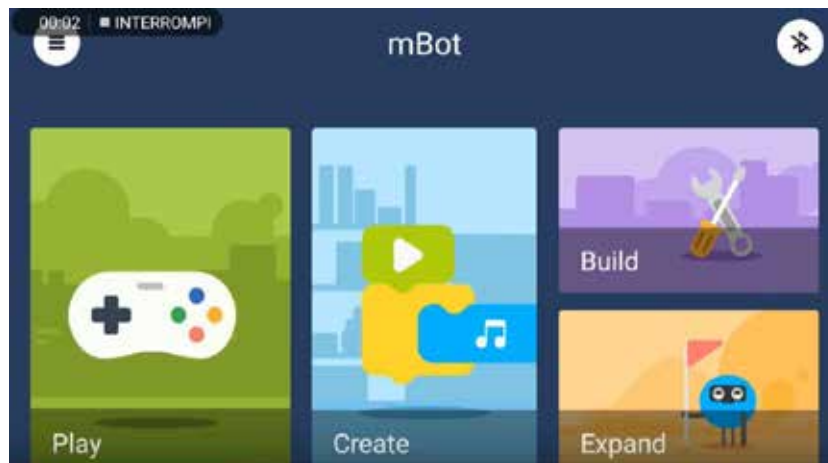 00:02 INTERROMPI
mBot
Build
Play
Create
Expand